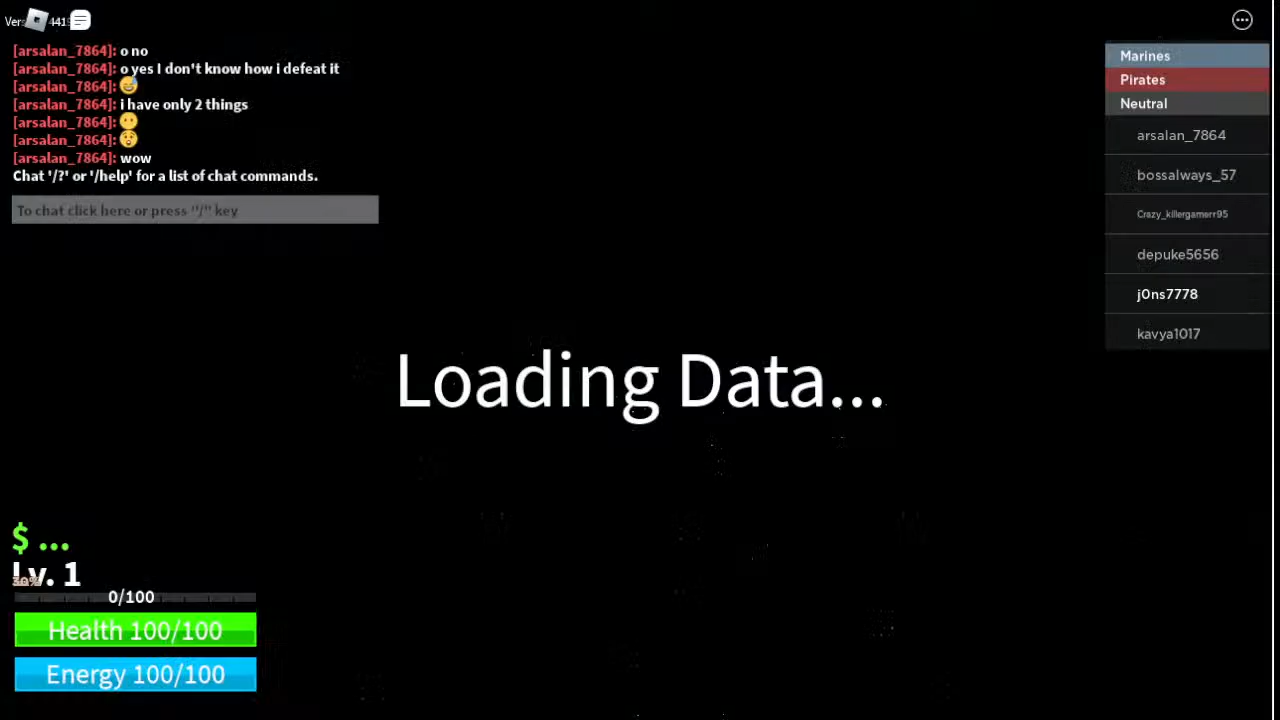 [arsalan_7864]: o no
[arsalan_7864]: o yes I don't know how i defeat it
[arsalan_7864]: 😅
[arsalan_7864]: i have only 2 things
[arsalan_7864]: 😶
[arsalan_7864]: 😲
[arsalan_7864]: wow
Chat '/?' or '/help' for a list of chat commands.
To chat click here or press "/" key
Marines
Pirates
Neutral
arsalan_7864
bossalways_57
Crazy_killergamerr95
depuke5656
j0ns7778
kavya1017
Loading Data...
$ ...
Lv. 1
30%
0/100
Health 100/100
Energy 100/100